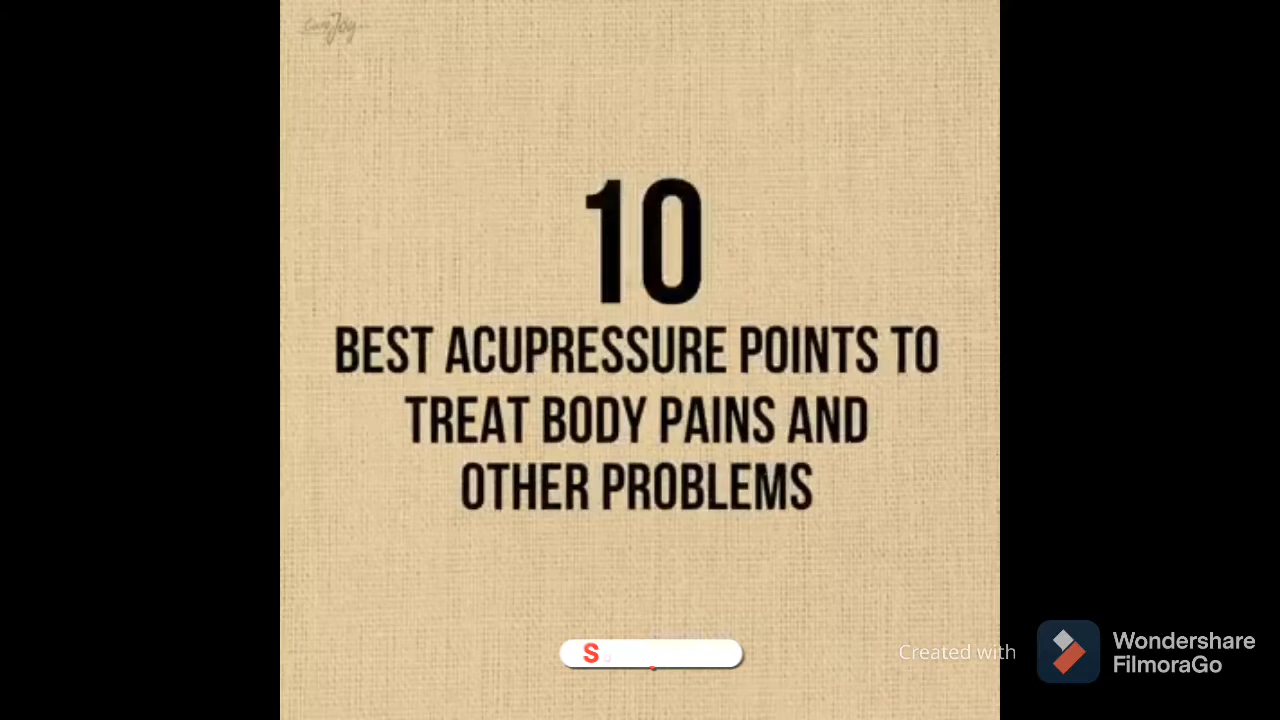 10
BEST ACUPRESSURE POINTS TO
TREAT BODY PAINS AND
OTHER PROBLEMS
S
Created with
Wondershare
FilmoraGo